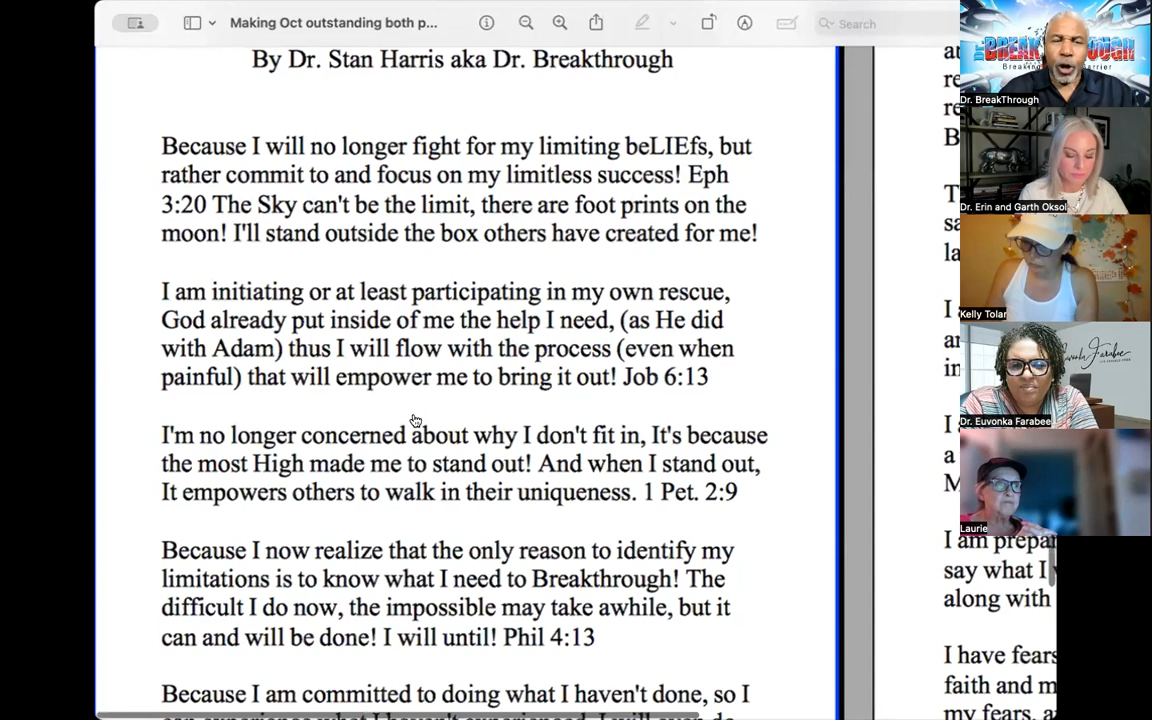 Making Oct outstanding both p...
Search
By Dr. Stan Harris aka Dr. Breakthrough
Because I will no longer fight for my limiting beLIEfs, but
rather commit to and focus on my limitless success! Eph
3:20 The Sky can't be the limit, there are foot prints on the
moon! I'll stand outside the box others have created for me!
I am initiating or at least participating in my own rescue,
God already put inside of me the help I need, (as He did
with Adam) thus I will flow with the process (even when
painful) that will empower me to bring it out! Job 6:13
I'm no longer concerned about why I don't fit in, It's because
the most High made me to stand out! And when I stand out,
It empowers others to walk in their uniqueness. 1 Pet. 2:9
Because I now realize that the only reason to identify my
limitations is to know what I need to Breakthrough! The
difficult I do now, the impossible may take awhile, but it
can and will be done! I will until! Phil 4:13
Because I am committed to doing what I haven't done, so I
I am prepar
say what I
along with
I have fears
faith and m
my fears, a
Dr. BreakThrough
Dr. Erin and Garth Oksol
Kelly Tolar
Dr. Euvonka Farabee
Laurie